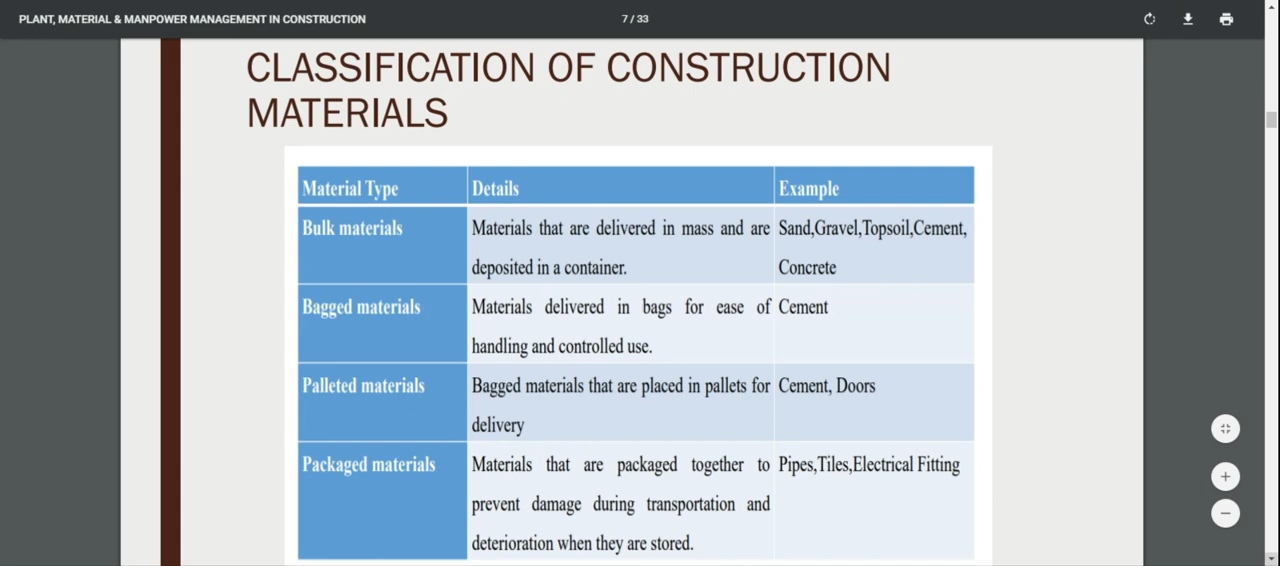 PLANT, MATERIAL & MANPOWER MANAGEMENT IN CONSTRUCTION
7 / 33
CLASSIFICATION OF CONSTRUCTION
MATERIALS
Material Type
Details
Example
Bulk materials
Materials that are delivered in mass and are
deposited in a container.
Sand,Gravel,Topsoil,Cement,
Concrete
Bagged materials
Materials delivered in bags for ease of
handling and controlled use.
Cement
Palleted materials
Bagged materials that are placed in pallets for
delivery
Cement, Doors
Packaged materials
Materials that are packaged together to
prevent damage during transportation and
deterioration when they are stored.
Pipes,Tiles,Electrical Fitting